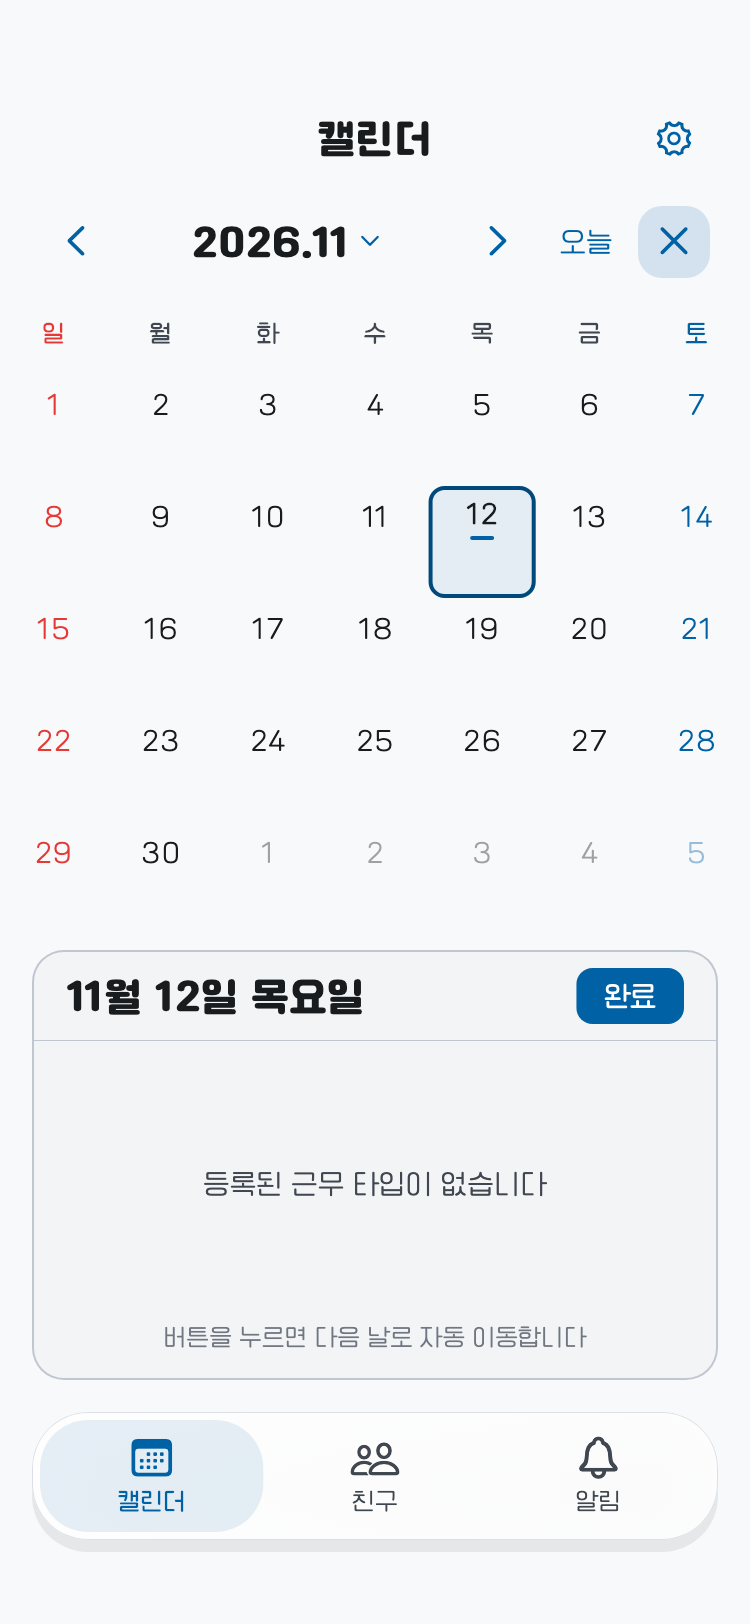 캘린더
2026.11
오늘
일 월 화 수 목 금 토
1 2 3 4 5 6 7
8 9 10 11 12 13 14
15 16 17 18 19 20 21
22 23 24 25 26 27 28
29 30 1 2 3 4 5
11월 12일 목요일
완료
등록된 근무 타입이 없습니다
버튼을 누르면 다음 날로 자동 이동합니다
캘린더 친구 알림